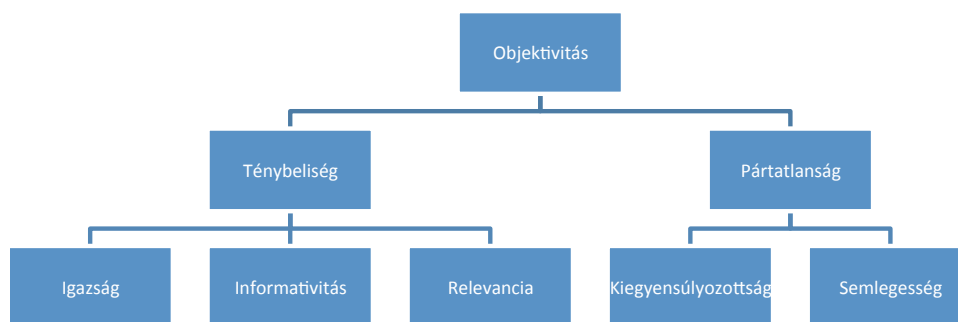 Objektivitás
Ténybeliség
Pártatlanság
Igazság
Informativitás
Relevancia
Kiegyensúlyozottság
Semlegesség